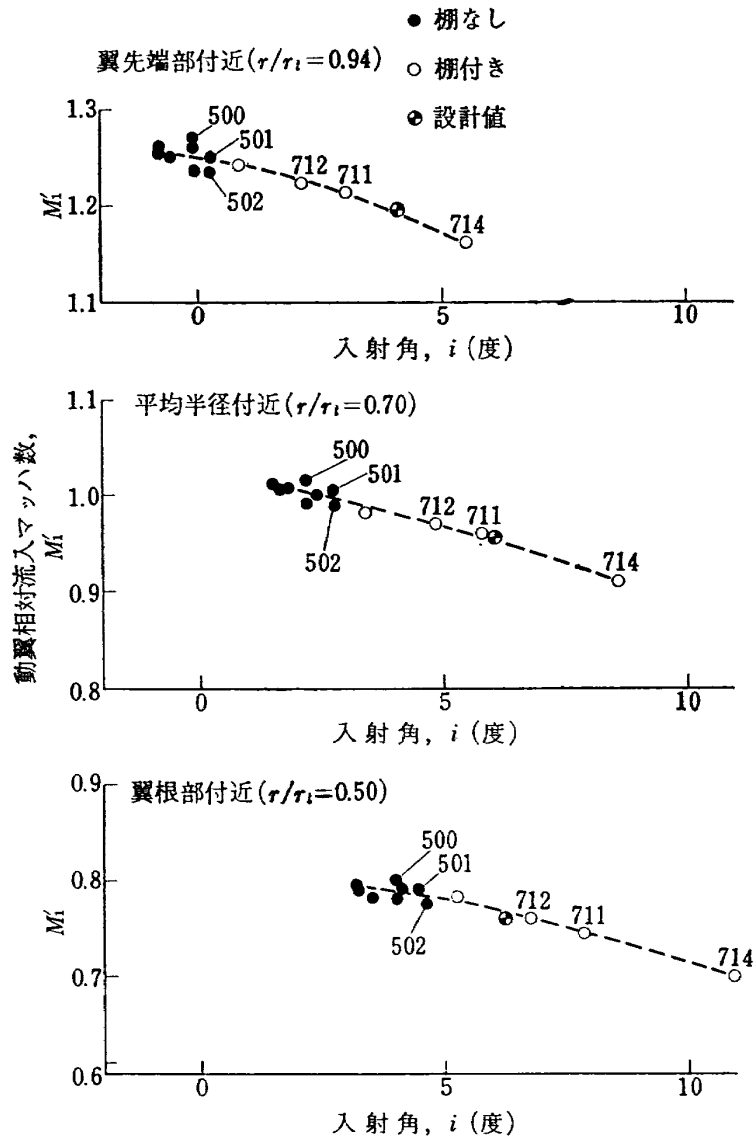 ● 棚なし
○ 棚付き
設計値
翼先端部付近(r/rt=0.94)
1.3
1.2
1.1
M1′
500
501
502
712
711
714
0 5 10
入射角, i (度)
動翼相対流入マッハ数,
平均半径付近(r/rt=0.70)
1.1
1.0
0.9
0.8
M1′
500
501
502
712
711
714
0 5 10
入射角, i (度)
翼根部付近(r/rt=0.50)
0.9
0.8
0.7
0.6
M1′
500
501
502
712
711
714
0 5 10
入射角, i (度)